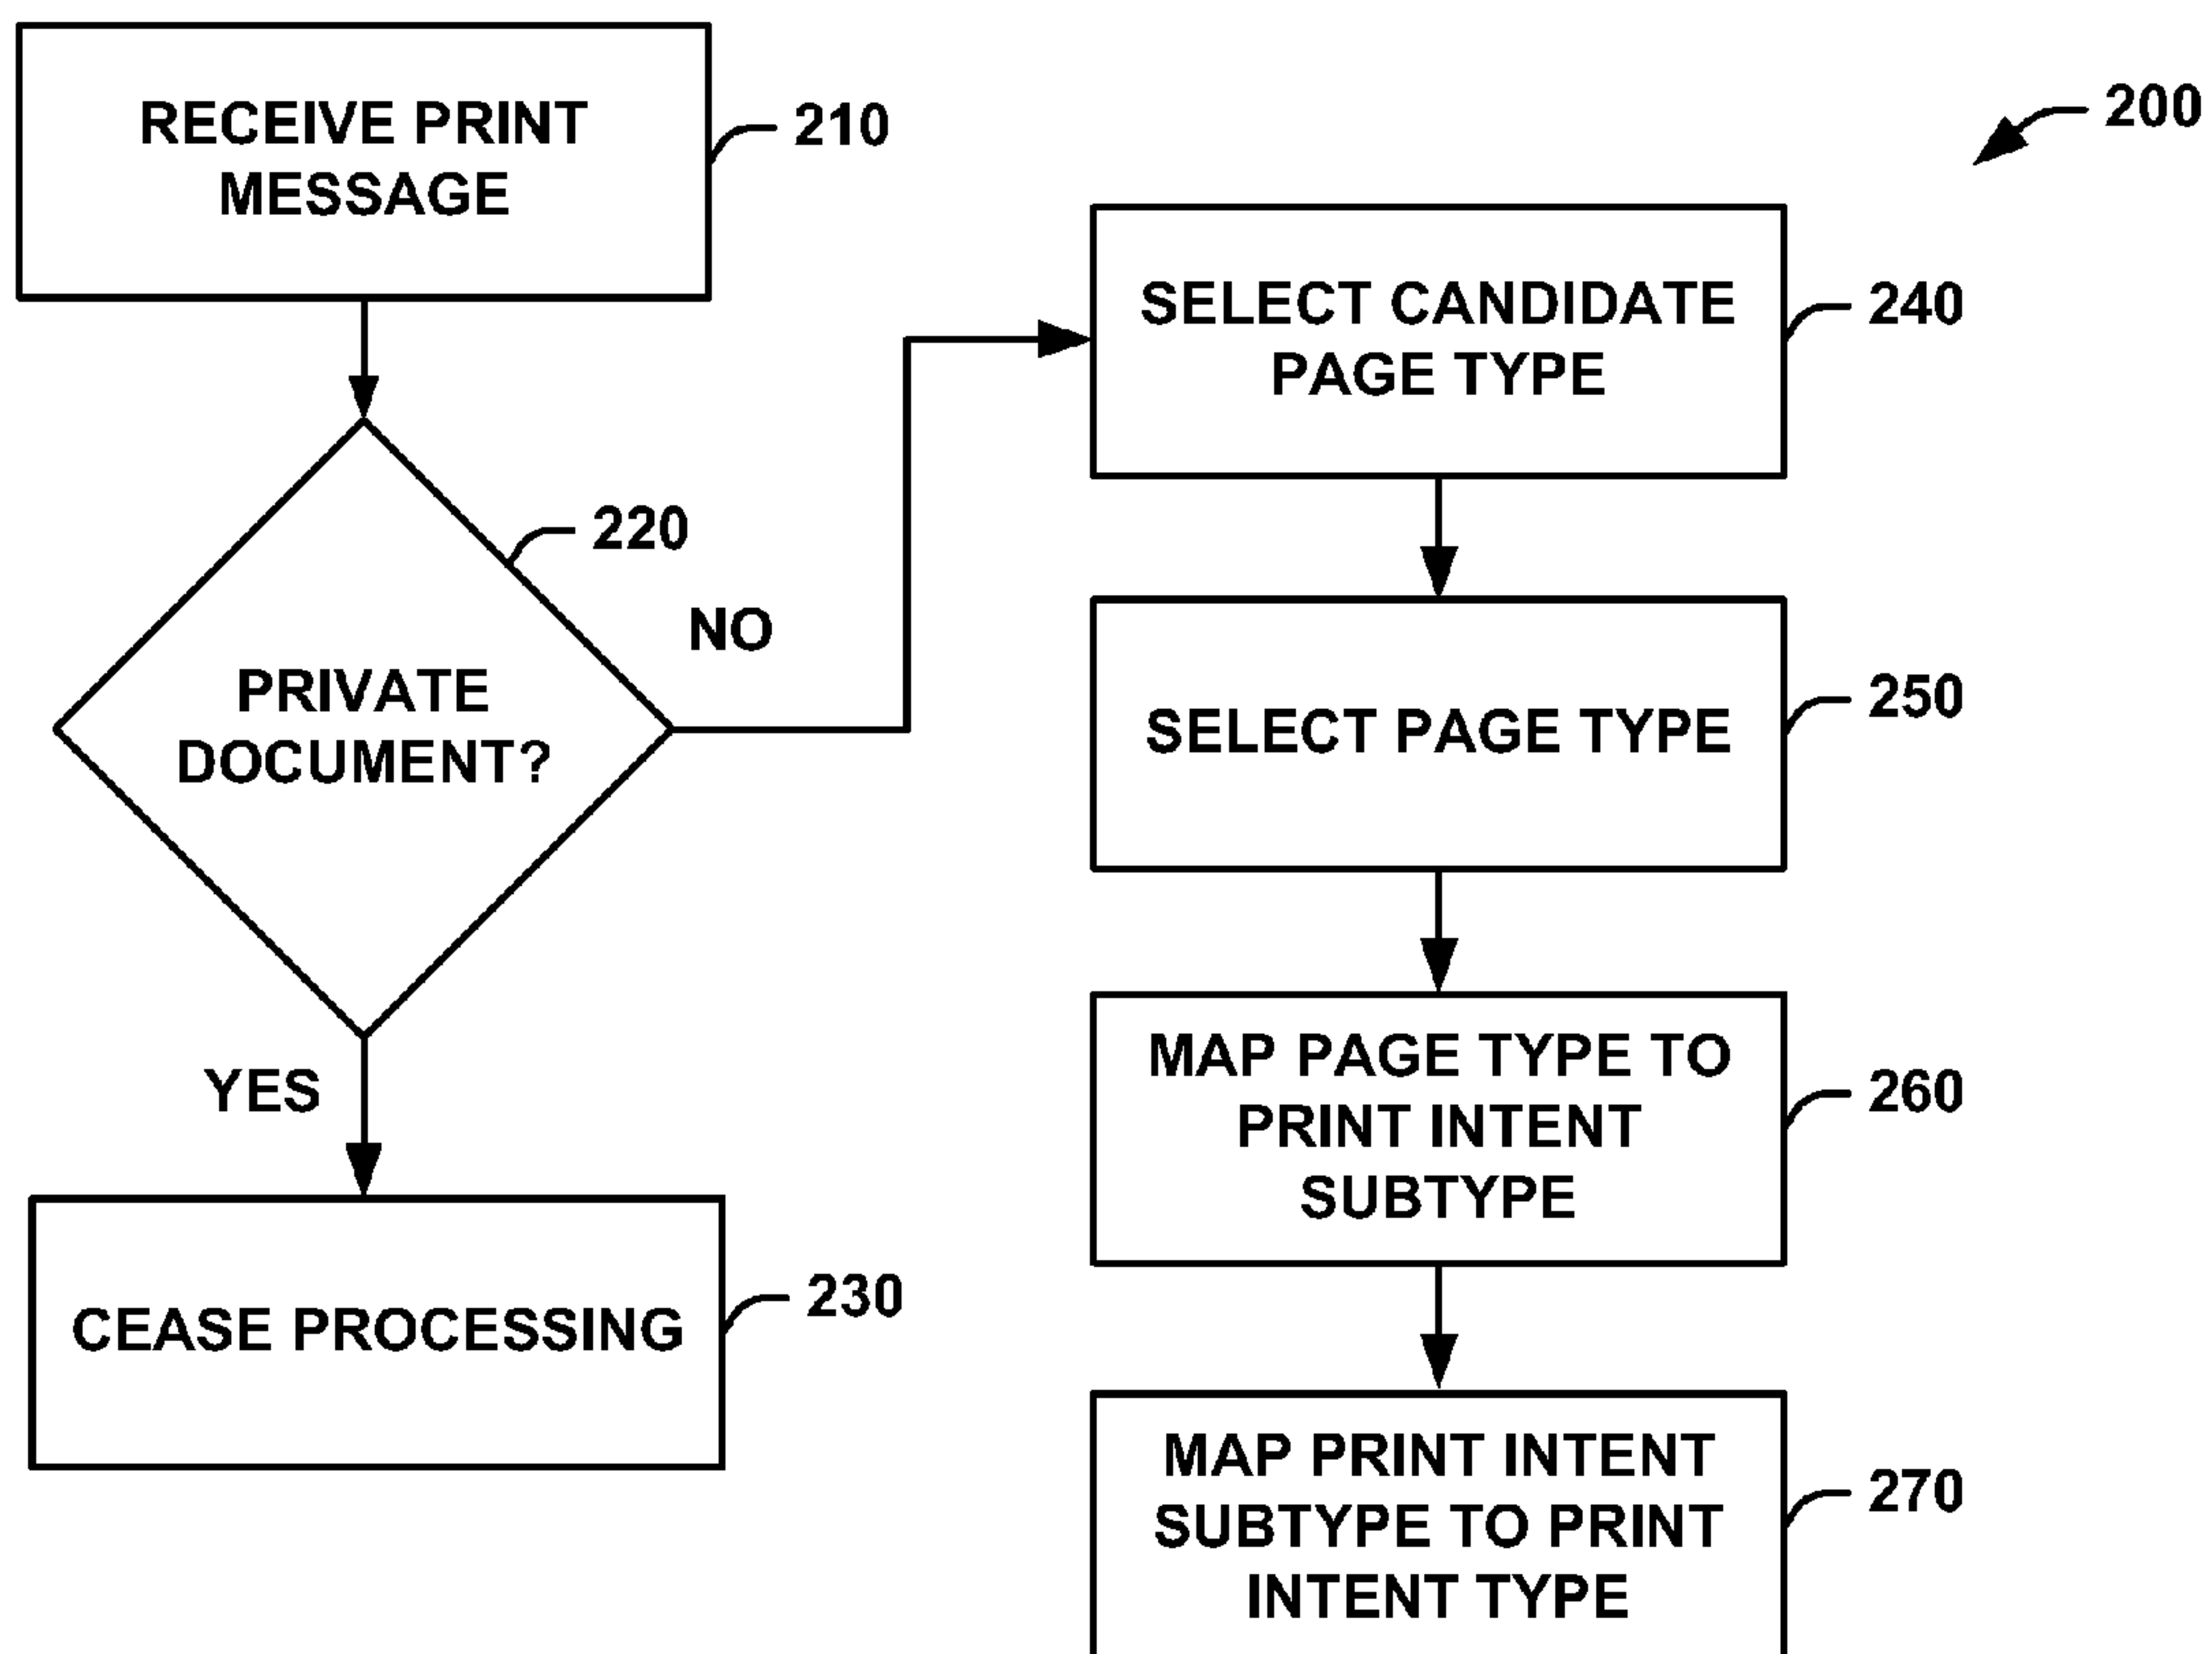 RECEIVE PRINT
MESSAGE
210
200
PRIVATE
DOCUMENT?
220
NO
YES
CEASE PROCESSING
230
SELECT CANDIDATE
PAGE TYPE
240
SELECT PAGE TYPE
250
MAP PAGE TYPE TO
PRINT INTENT
SUBTYPE
260
MAP PRINT INTENT
SUBTYPE TO PRINT
INTENT TYPE
270